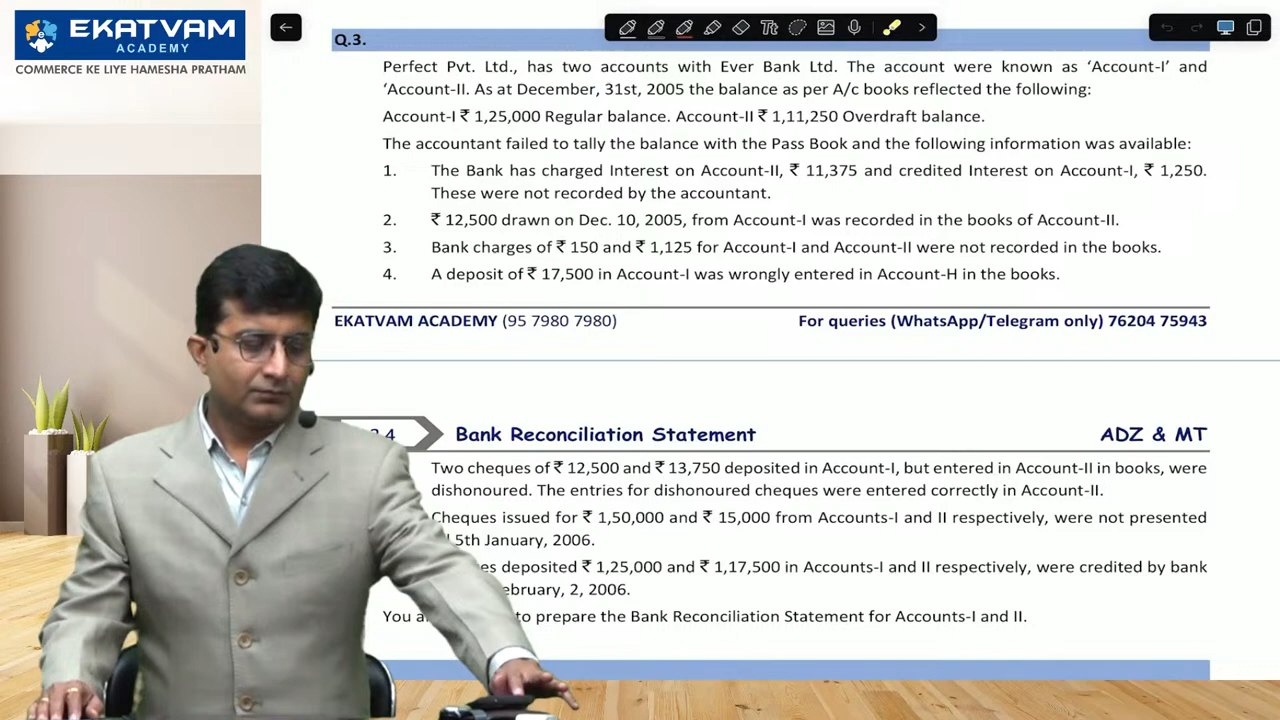 EKATVAM
ACADEMY
COMMERCE KE LIYE HAMESHA PRATHAM
Q.3.
Perfect Pvt. Ltd., has two accounts with Ever Bank Ltd. The account were known as ‘Account-I’ and
‘Account-II. As at December, 31st, 2005 the balance as per A/c books reflected the following:
Account-I ₹ 1,25,000 Regular balance. Account-II ₹ 1,11,250 Overdraft balance.
The accountant failed to tally the balance with the Pass Book and the following information was available:
1. The Bank has charged Interest on Account-II, ₹ 11,375 and credited Interest on Account-I, ₹ 1,250.
These were not recorded by the accountant.
2. ₹ 12,500 drawn on Dec. 10, 2005, from Account-I was recorded in the books of Account-II.
3. Bank charges of ₹ 150 and ₹ 1,125 for Account-I and Account-II were not recorded in the books.
4. A deposit of ₹ 17,500 in Account-I was wrongly entered in Account-H in the books.
EKATVAM ACADEMY (95 7980 7980) For queries (WhatsApp/Telegram only) 76204 75943
Bank Reconciliation Statement ADZ & MT
Two cheques of ₹ 12,500 and ₹ 13,750 deposited in Account-I, but entered in Account-II in books, were
dishonoured. The entries for dishonoured cheques were entered correctly in Account-II.
Cheques issued for ₹ 1,50,000 and ₹ 15,000 from Accounts-I and II respectively, were not presented
5th January, 2006.
deposited ₹ 1,25,000 and ₹ 1,17,500 in Accounts-I and II respectively, were credited by bank
2, 2006.
You to prepare the Bank Reconciliation Statement for Accounts-I and II.